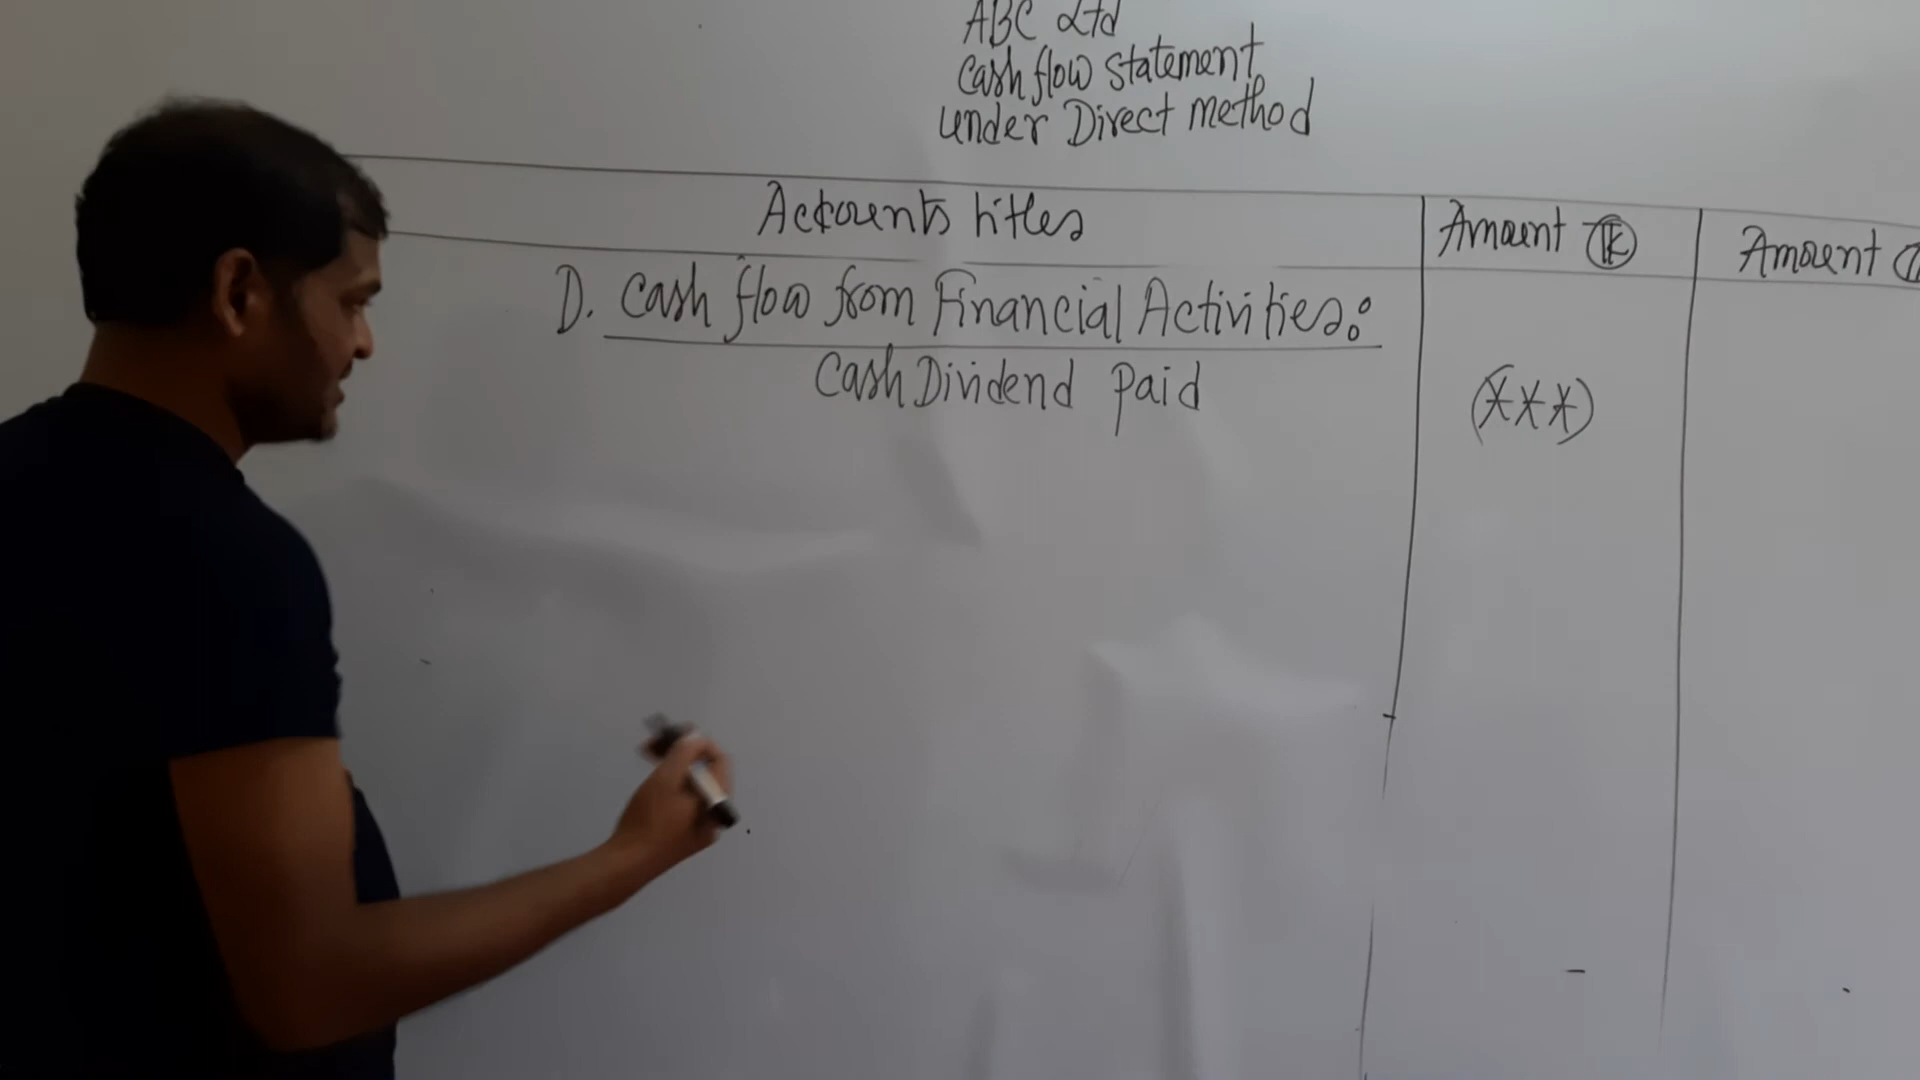 ABC Ltd
Cash flow statement
under Direct method
Accounts titles Amount TK Amount
D. Cash flow from Financial Activities:
Cash Dividend paid (***)